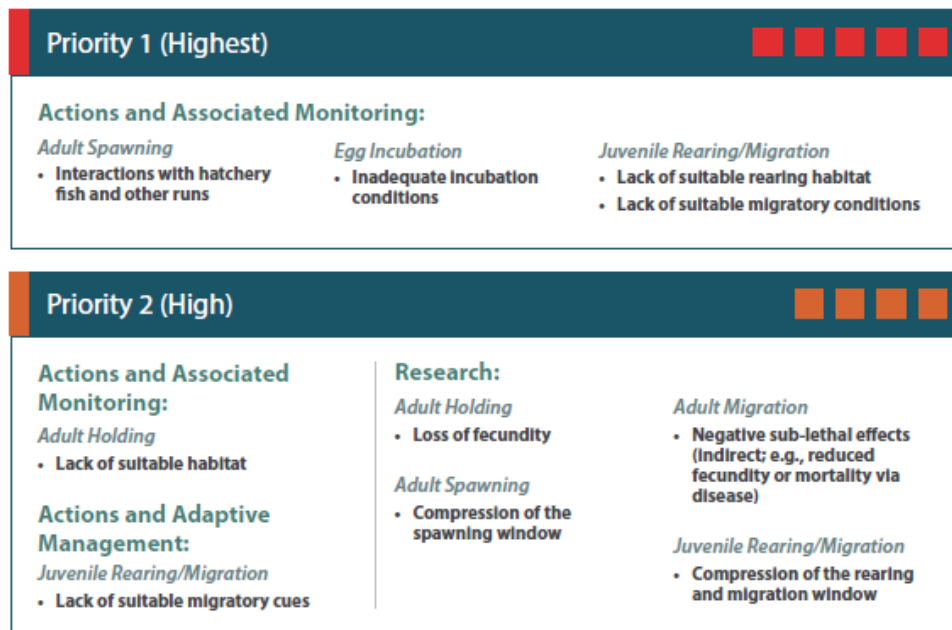 Priority 1 (Highest)
Actions and Associated Monitoring:
Adult Spawning
• Interactions with hatchery
fish and other runs
Egg Incubation
• Inadequate incubation
conditions
Juvenile Rearing/Migration
• Lack of suitable rearing habitat
• Lack of suitable migratory conditions
Priority 2 (High)
Actions and Associated
Monitoring:
Adult Holding
• Lack of suitable habitat
Actions and Adaptive
Management:
Juvenile Rearing/Migration
• Lack of suitable migratory cues
Research:
Adult Holding
• Loss of fecundity
Adult Spawning
• Compression of the
spawning window
Adult Migration
• Negative sub-lethal effects
(indirect; e.g., reduced
fecundity or mortality via
disease)
Juvenile Rearing/Migration
• Compression of the rearing
and migration window